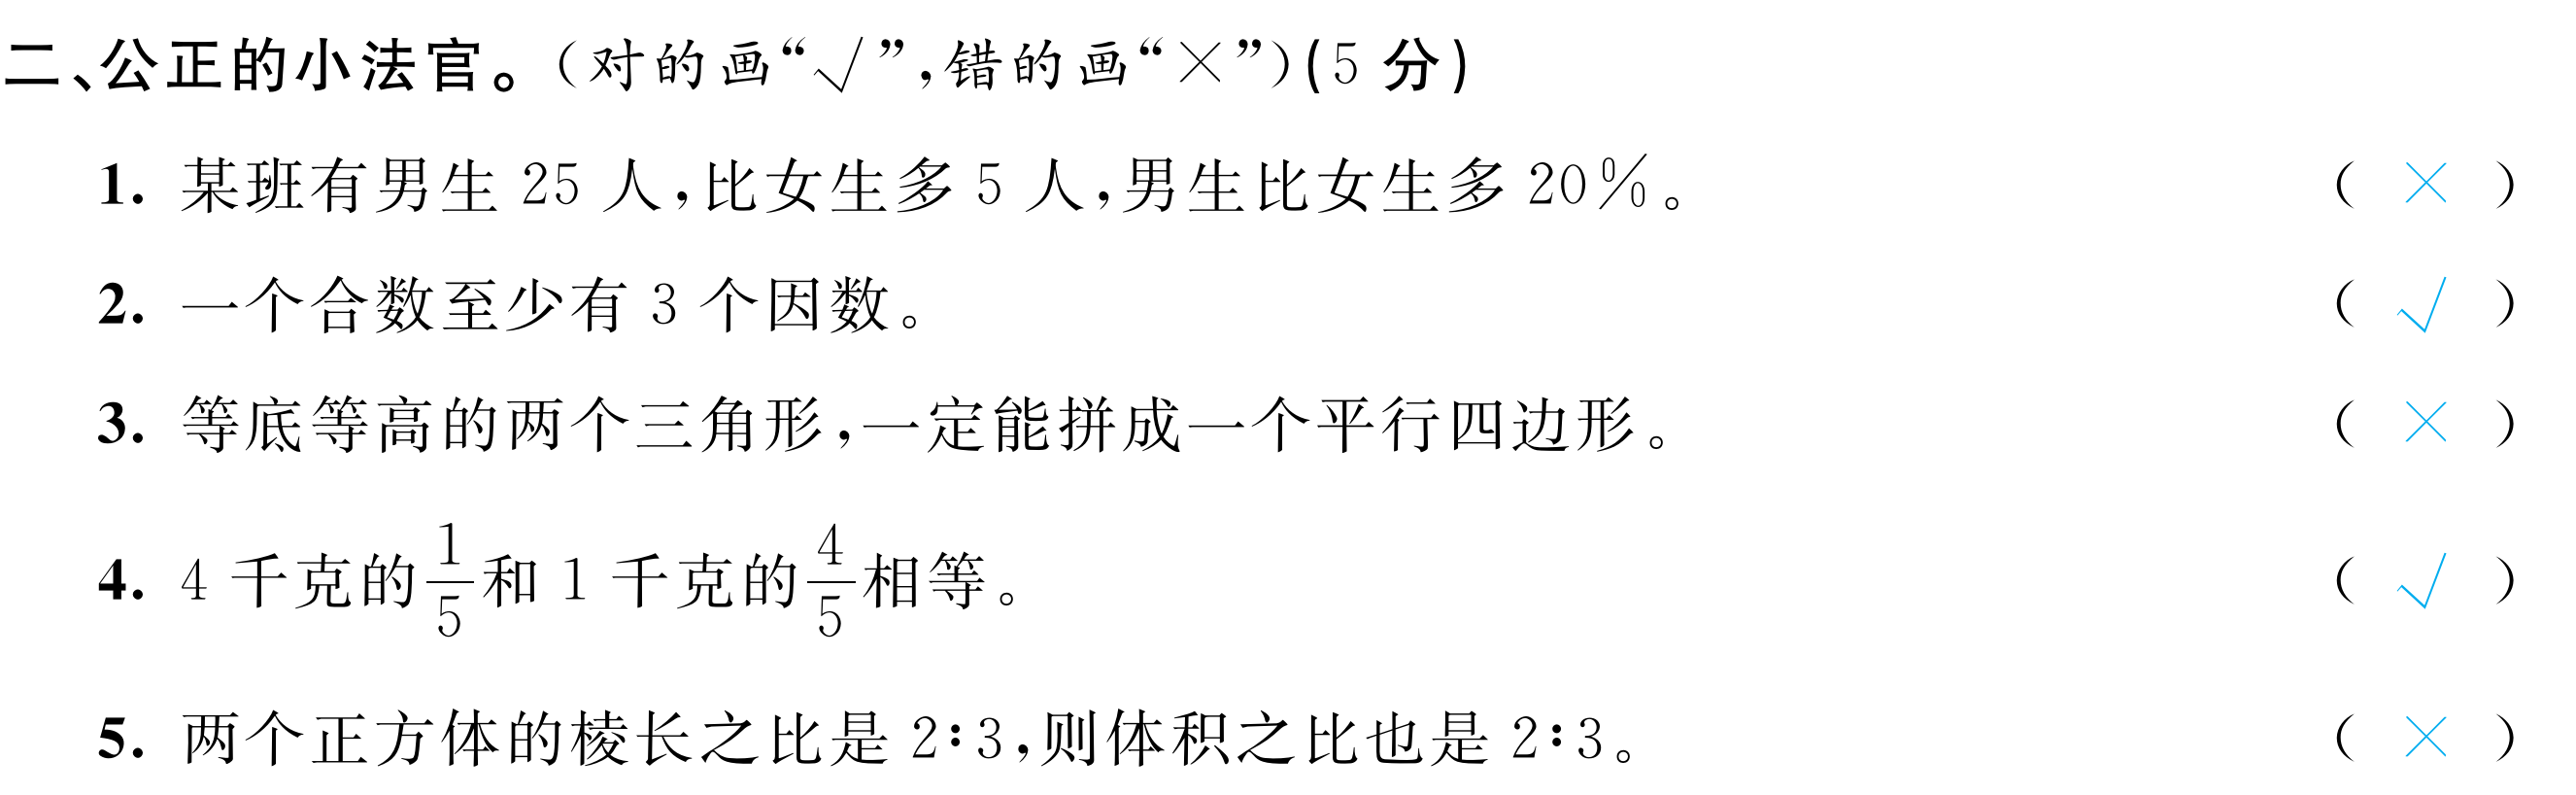 二、公正的小法官。(对的画“√”,错的画“×”)(5 分)
1. 某班有男生 25 人,比女生多 5 人,男生比女生多 20%。 ( × )
2. 一个合数至少有 3 个因数。 ( √ )
3. 等底等高的两个三角形,一定能拼成一个平行四边形。 ( × )
4. 4 千克的1/5和 1 千克的4/5相等。 ( √ )
5. 两个正方体的棱长之比是 2∶3,则体积之比也是 2∶3。 ( × )